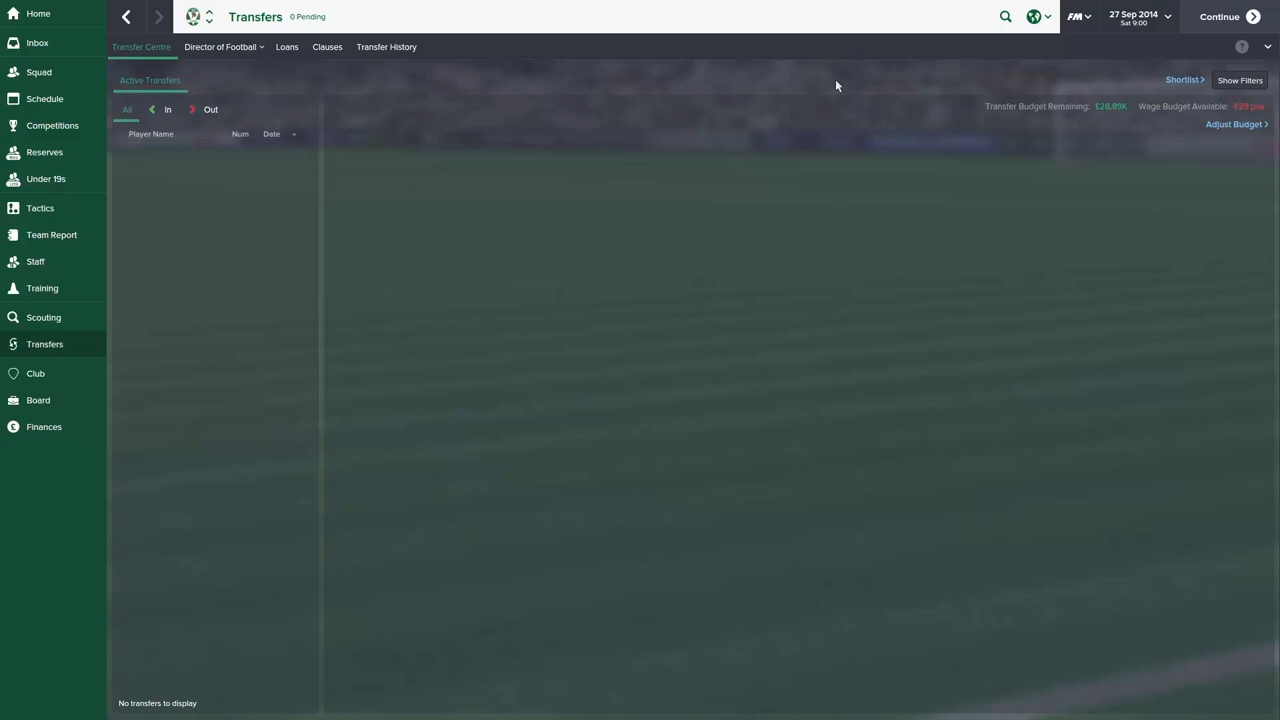 Home
Transfers
0 Pending
FM
27 Sep 2014
Sat 9:00
Continue
Inbox
Transfer Centre
Director of Football
Loans
Clauses
Transfer History
?
Squad
Active Transfers
Shortlist
Show Filters
Schedule
All
In
Out
Transfer Budget Remaining: £28.89K
Wage Budget Available: -£29 p/w
Competitions
Adjust Budget
Player Name
Num
Date
Reserves
Under 19s
Tactics
Team Report
Staff
Training
Scouting
Transfers
Club
Board
Finances
No transfers to display